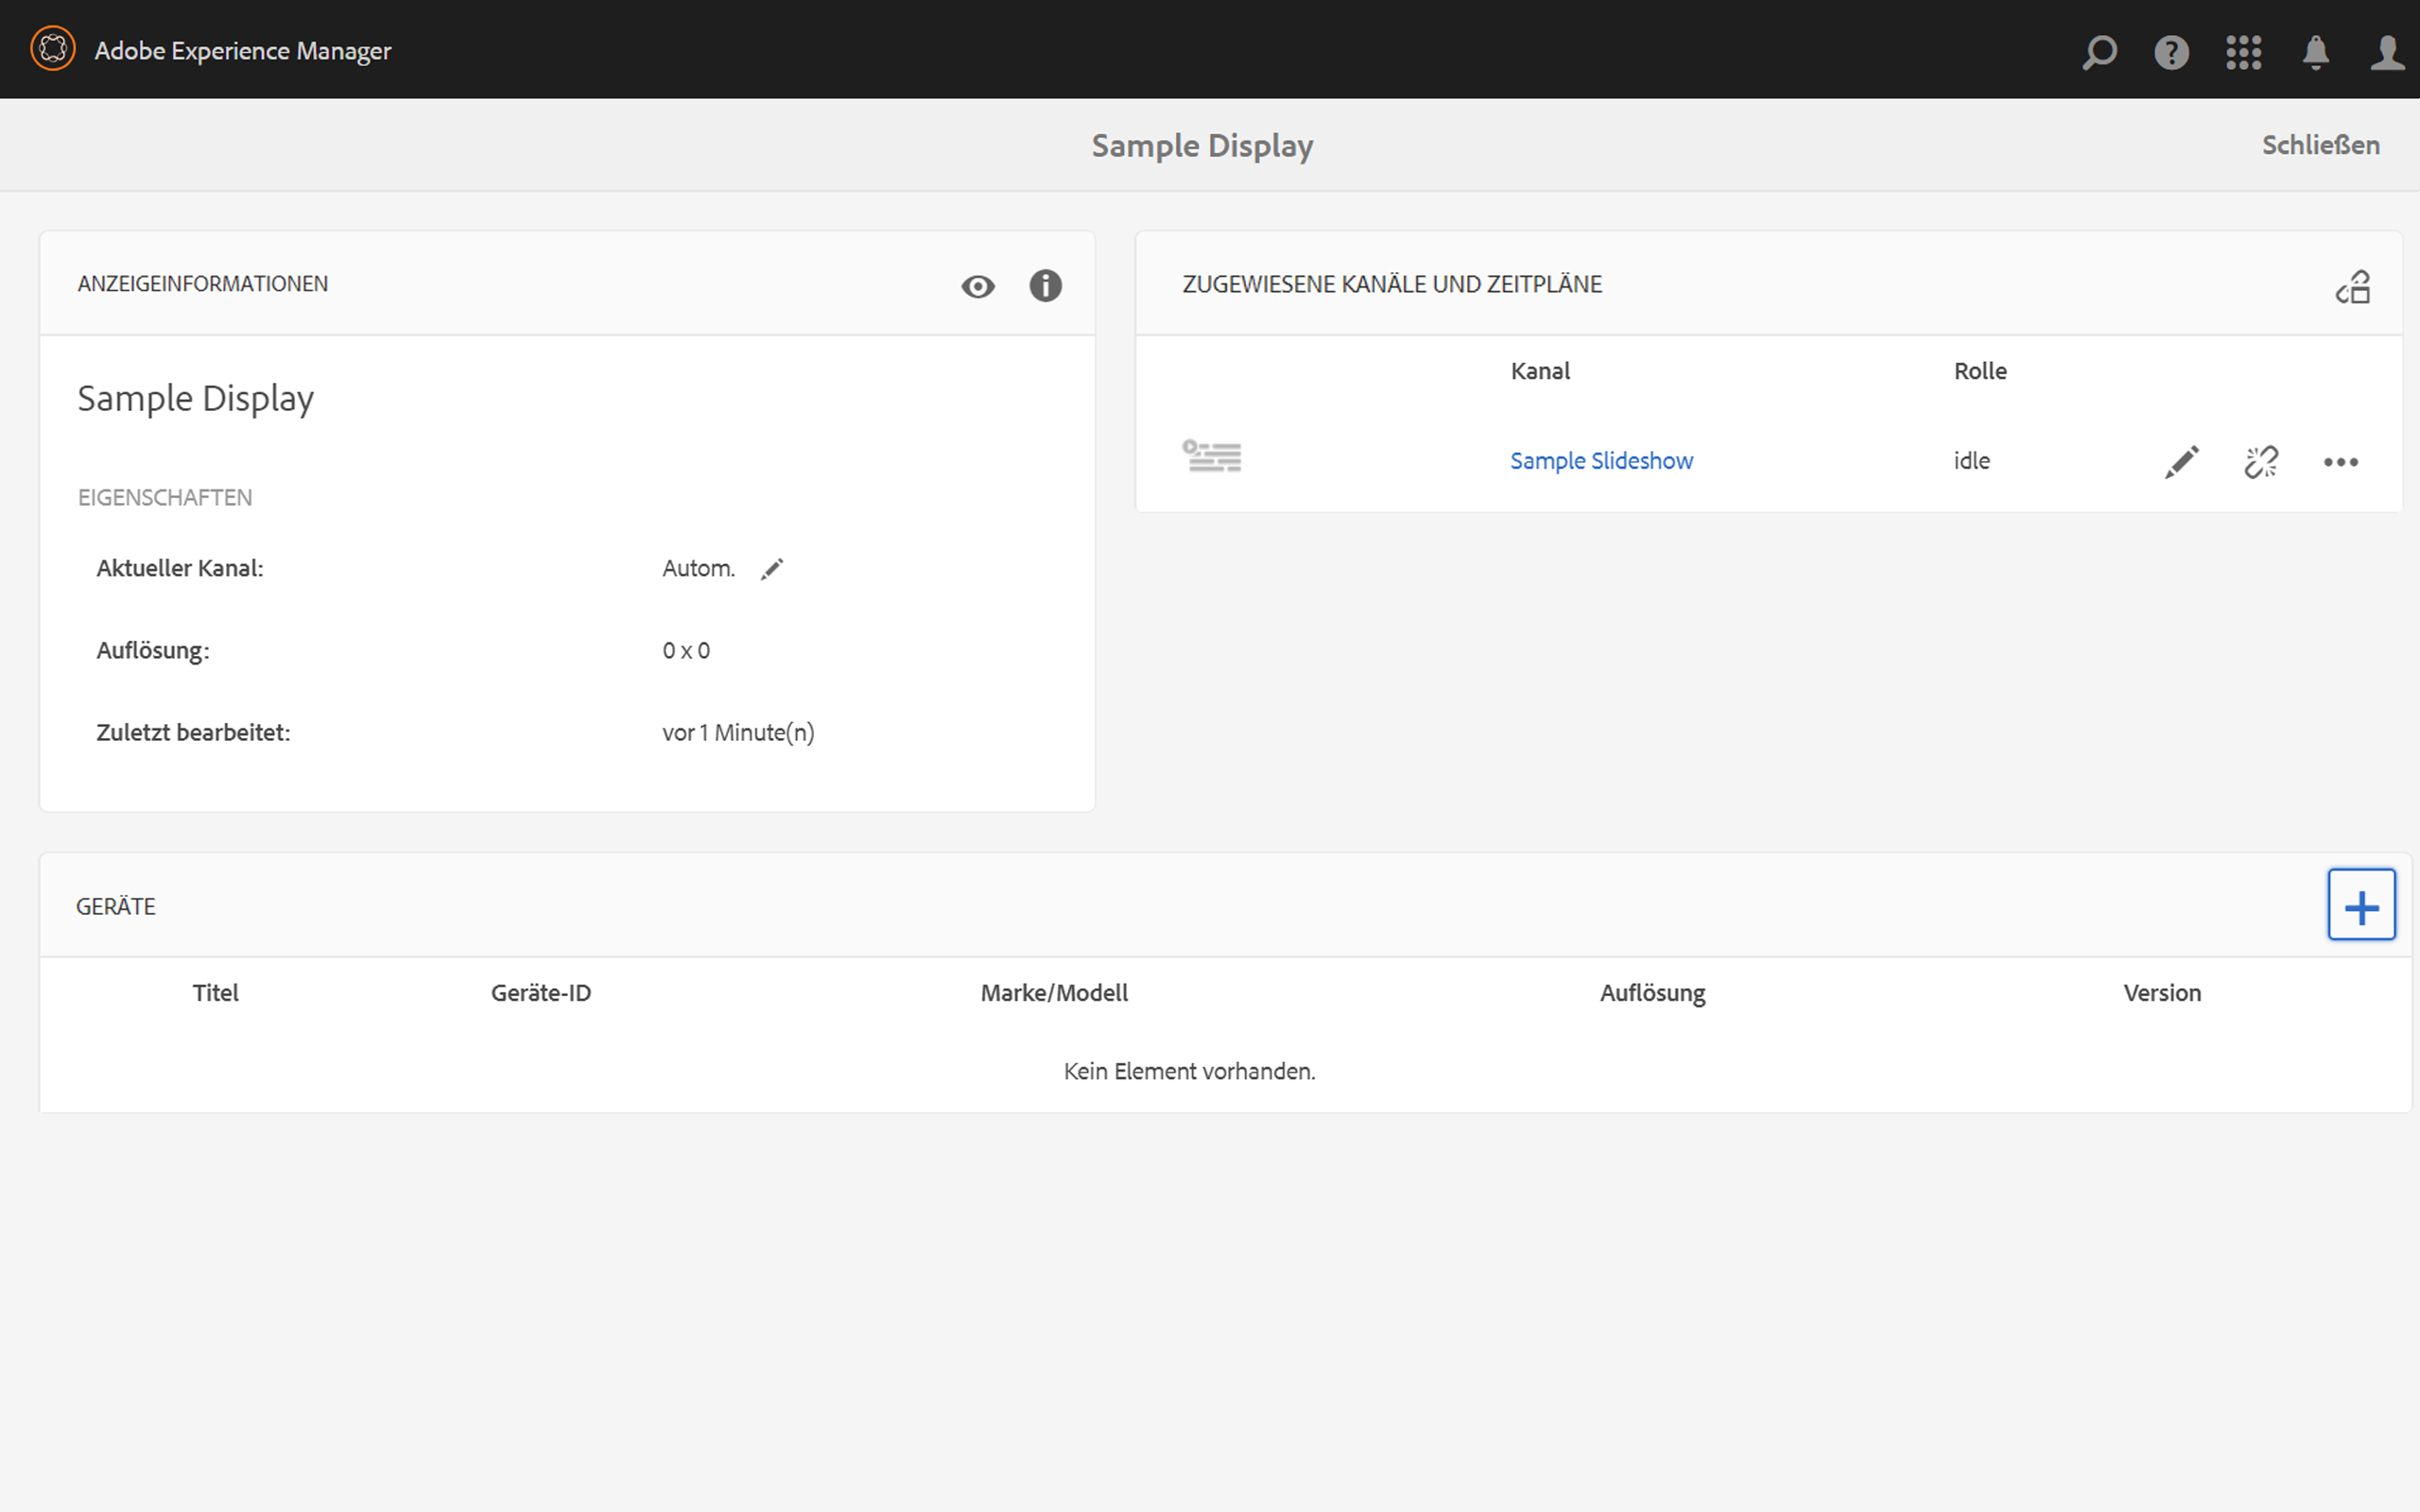 Adobe Experience Manager
Sample Display
Schließen
ANZEIGEINFORMATIONEN
Sample Display
EIGENSCHAFTEN
Aktueller Kanal: Autom.
Auflösung: 0 x 0
Zuletzt bearbeitet: vor 1 Minute(n)
ZUGEWIESENE KANÄLE UND ZEITPLÄNE
Kanal Rolle
Sample Slideshow idle
GERÄTE
Titel Geräte-ID Marke/Modell Auflösung Version
Kein Element vorhanden.